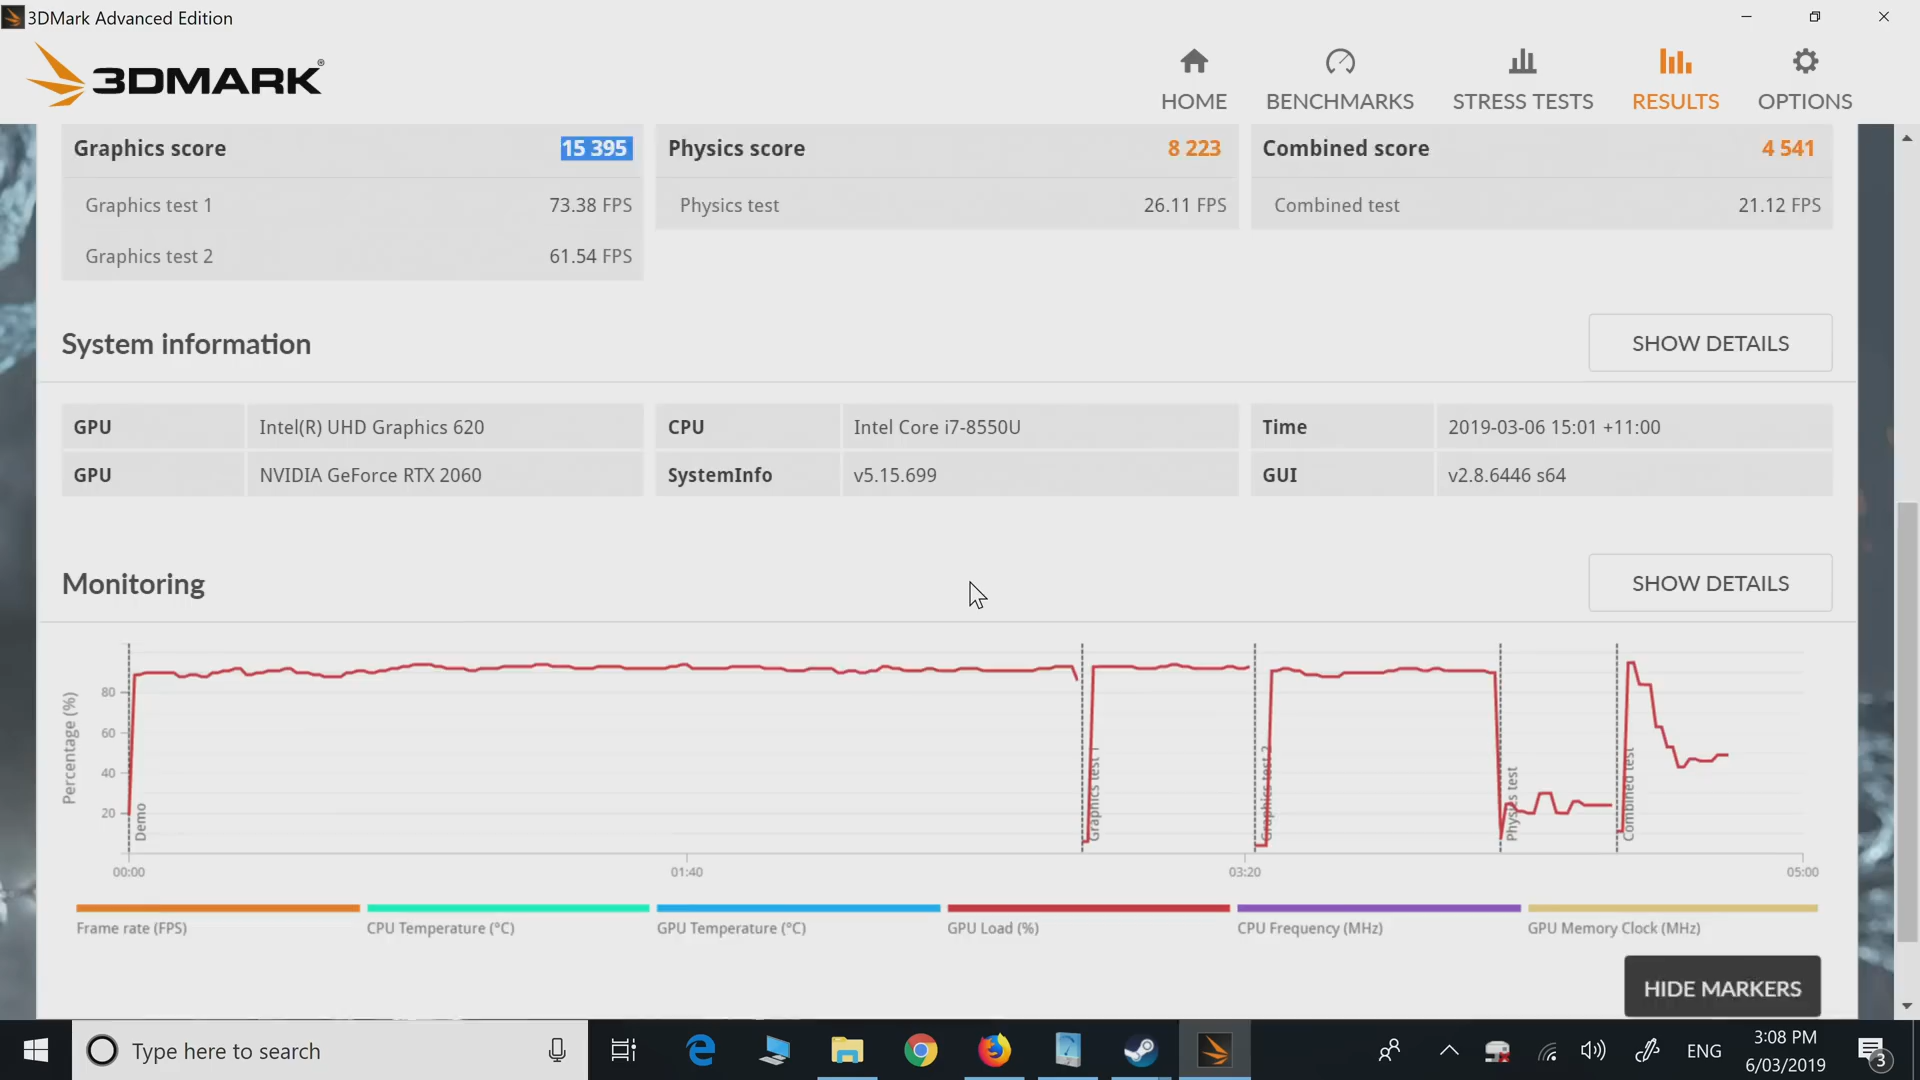 3DMark Advanced Edition
3DMARK®
HOME
BENCHMARKS
STRESS TESTS
RESULTS
OPTIONS
Graphics score 15 395
Graphics test 1 73.38 FPS
Graphics test 2 61.54 FPS
Physics score 8 223
Physics test 26.11 FPS
Combined score 4 541
Combined test 21.12 FPS
System information
SHOW DETAILS
GPU Intel(R) UHD Graphics 620
CPU Intel Core i7-8550U
Time 2019-03-06 15:01 +11:00
GPU NVIDIA GeForce RTX 2060
SystemInfo v5.15.699
GUI v2.8.6446 s64
Monitoring
SHOW DETAILS
Percentage (%)
80
60
40
20
Demo
Graphics test 1
Graphics test 2
Physics test
Combined test
00:00
01:40
03:20
05:00
Frame rate (FPS)
CPU Temperature (°C)
GPU Temperature (°C)
GPU Load (%)
CPU Frequency (MHz)
GPU Memory Clock (MHz)
HIDE MARKERS
Type here to search
ENG
3:08 PM
6/03/2019
3